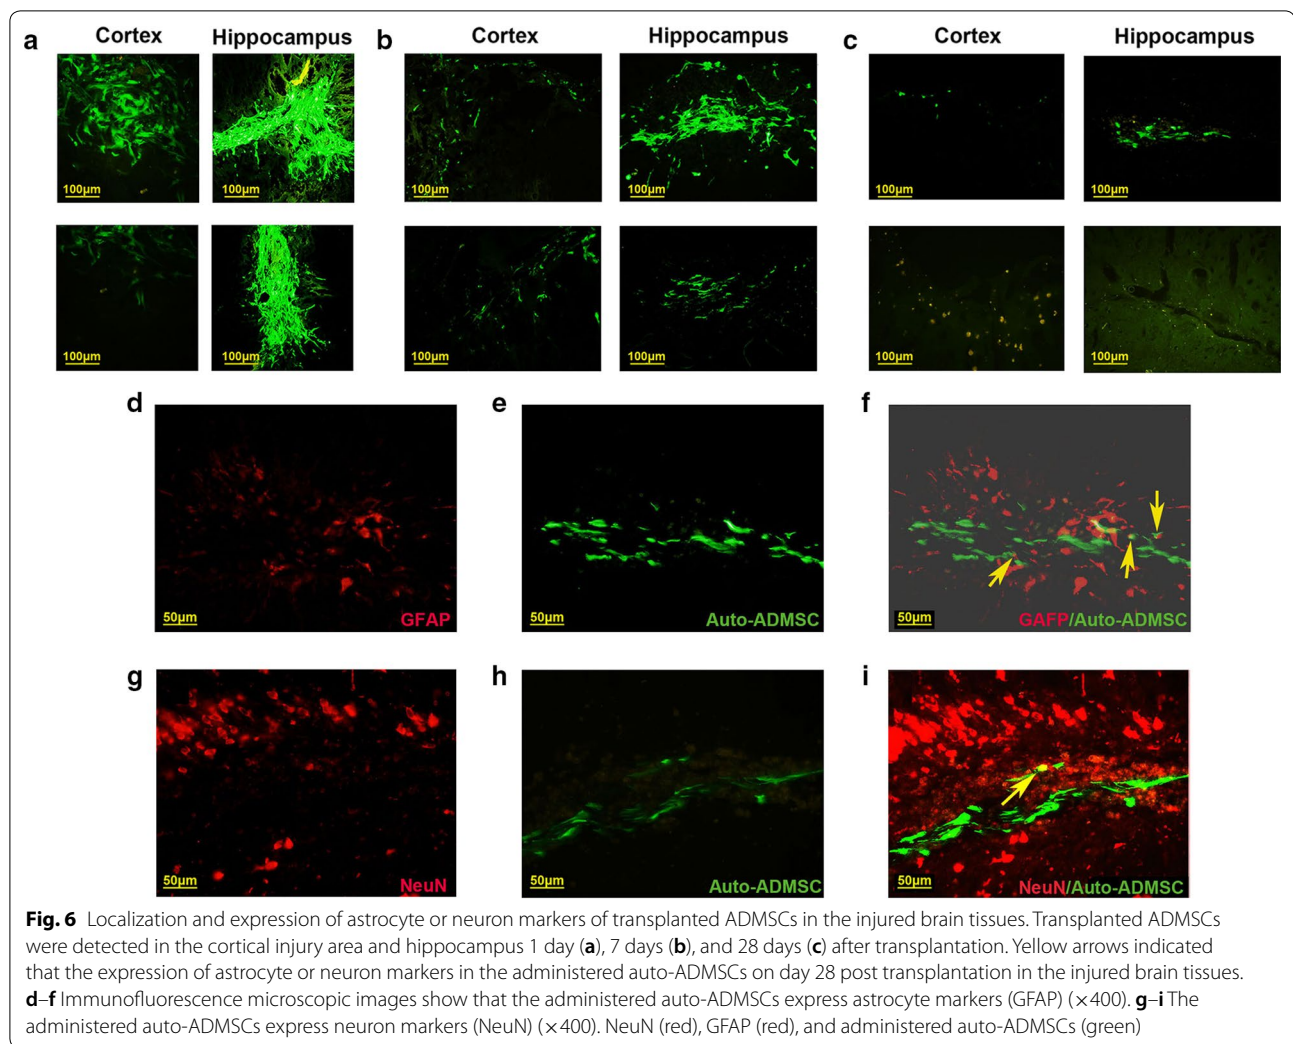 a Cortex Hippocampus b Cortex Hippocampus c Cortex Hippocampus
100µm 100µm 100µm 100µm 100µm 100µm
100µm 100µm 100µm 100µm 100µm 100µm
d e f
50µm GFAP 50µm Auto-ADMSC 50µm GAFP/Auto-ADMSC
g h i
50µm NeuN 50µm Auto-ADMSC 50µm NeuN/Auto-ADMSC
Fig. 6 Localization and expression of astrocyte or neuron markers of transplanted ADMSCs in the injured brain tissues. Transplanted ADMSCs
were detected in the cortical injury area and hippocampus 1 day (a), 7 days (b), and 28 days (c) after transplantation. Yellow arrows indicated
that the expression of astrocyte or neuron markers in the administered auto-ADMSCs on day 28 post transplantation in the injured brain tissues.
d–f Immunofluorescence microscopic images show that the administered auto-ADMSCs express astrocyte markers (GFAP) (×400). g–i The
administered auto-ADMSCs express neuron markers (NeuN) (×400). NeuN (red), GFAP (red), and administered auto-ADMSCs (green)